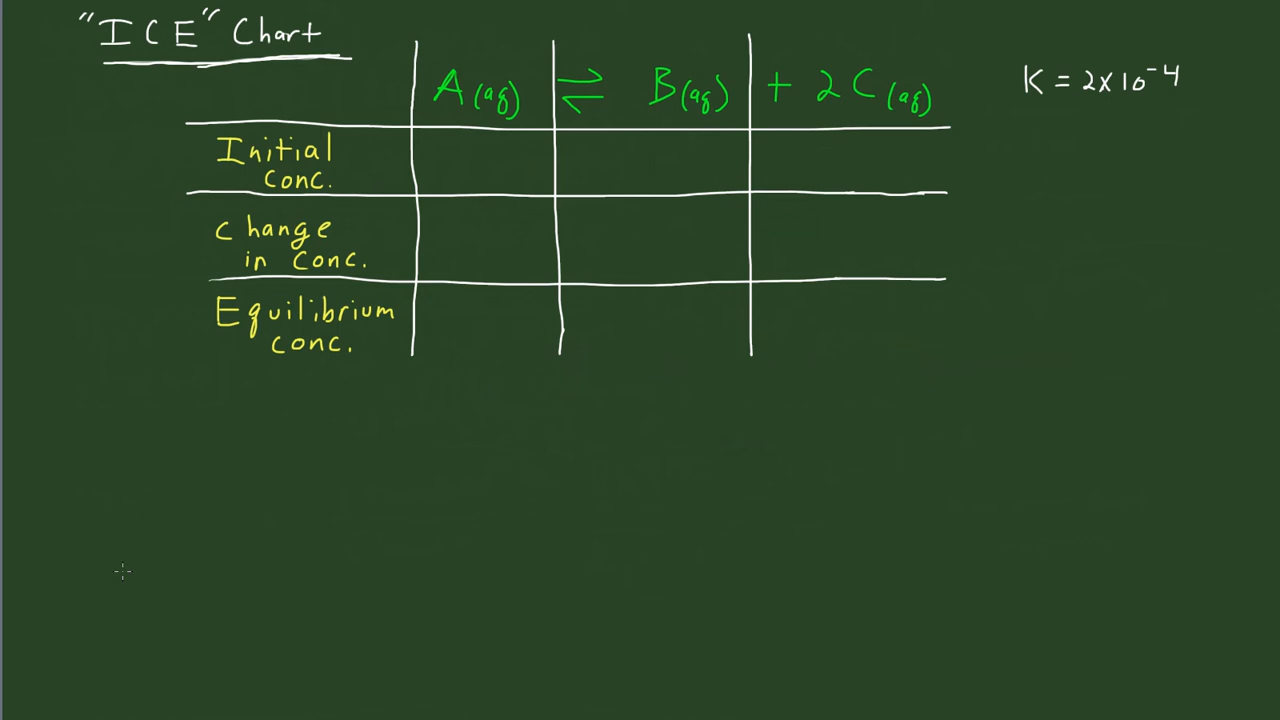 "ICE" Chart
A(aq) ⇌ B(aq) + 2C(aq)
K = 2x10⁻⁴
Initial
conc.
change
in conc.
Equilibrium
conc.